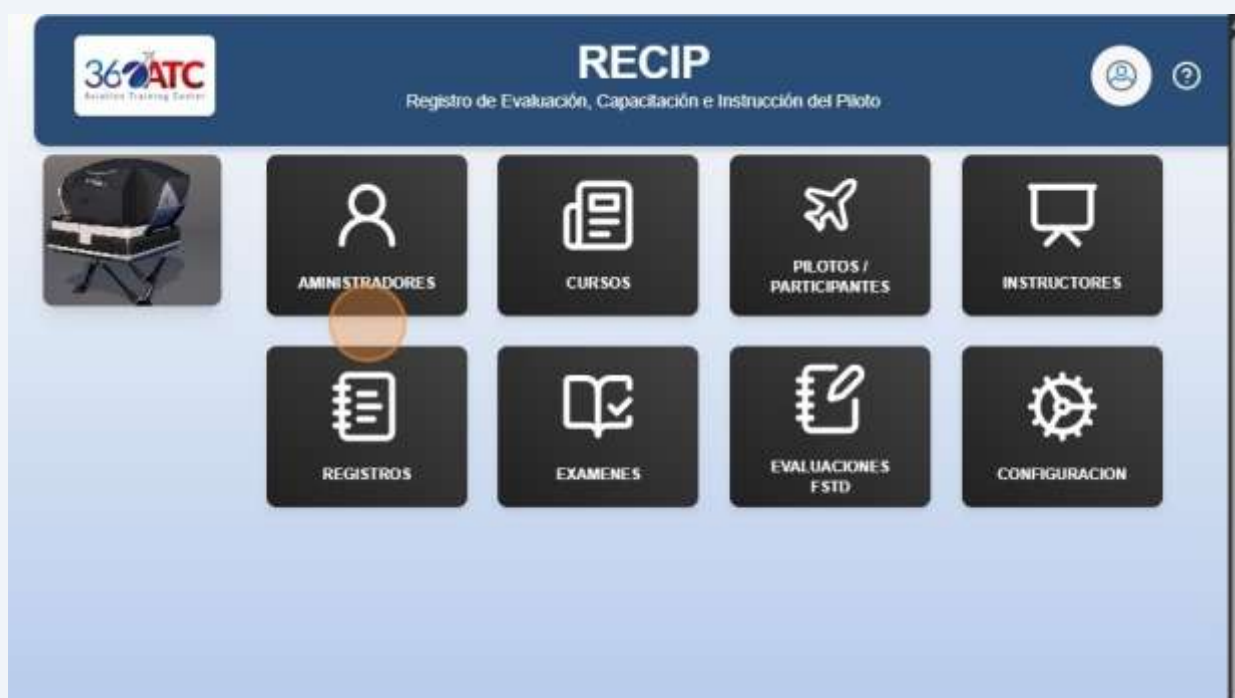 360ATC
Aviation Training Center
RECIP
Registro de Evaluación, Capacitación e Instrucción del Piloto
AMINISTRADORES
CURSOS
PILOTOS /
PARTICIPANTES
INSTRUCTORES
REGISTROS
EXAMENES
EVALUACIONES
FSTD
CONFIGURACION